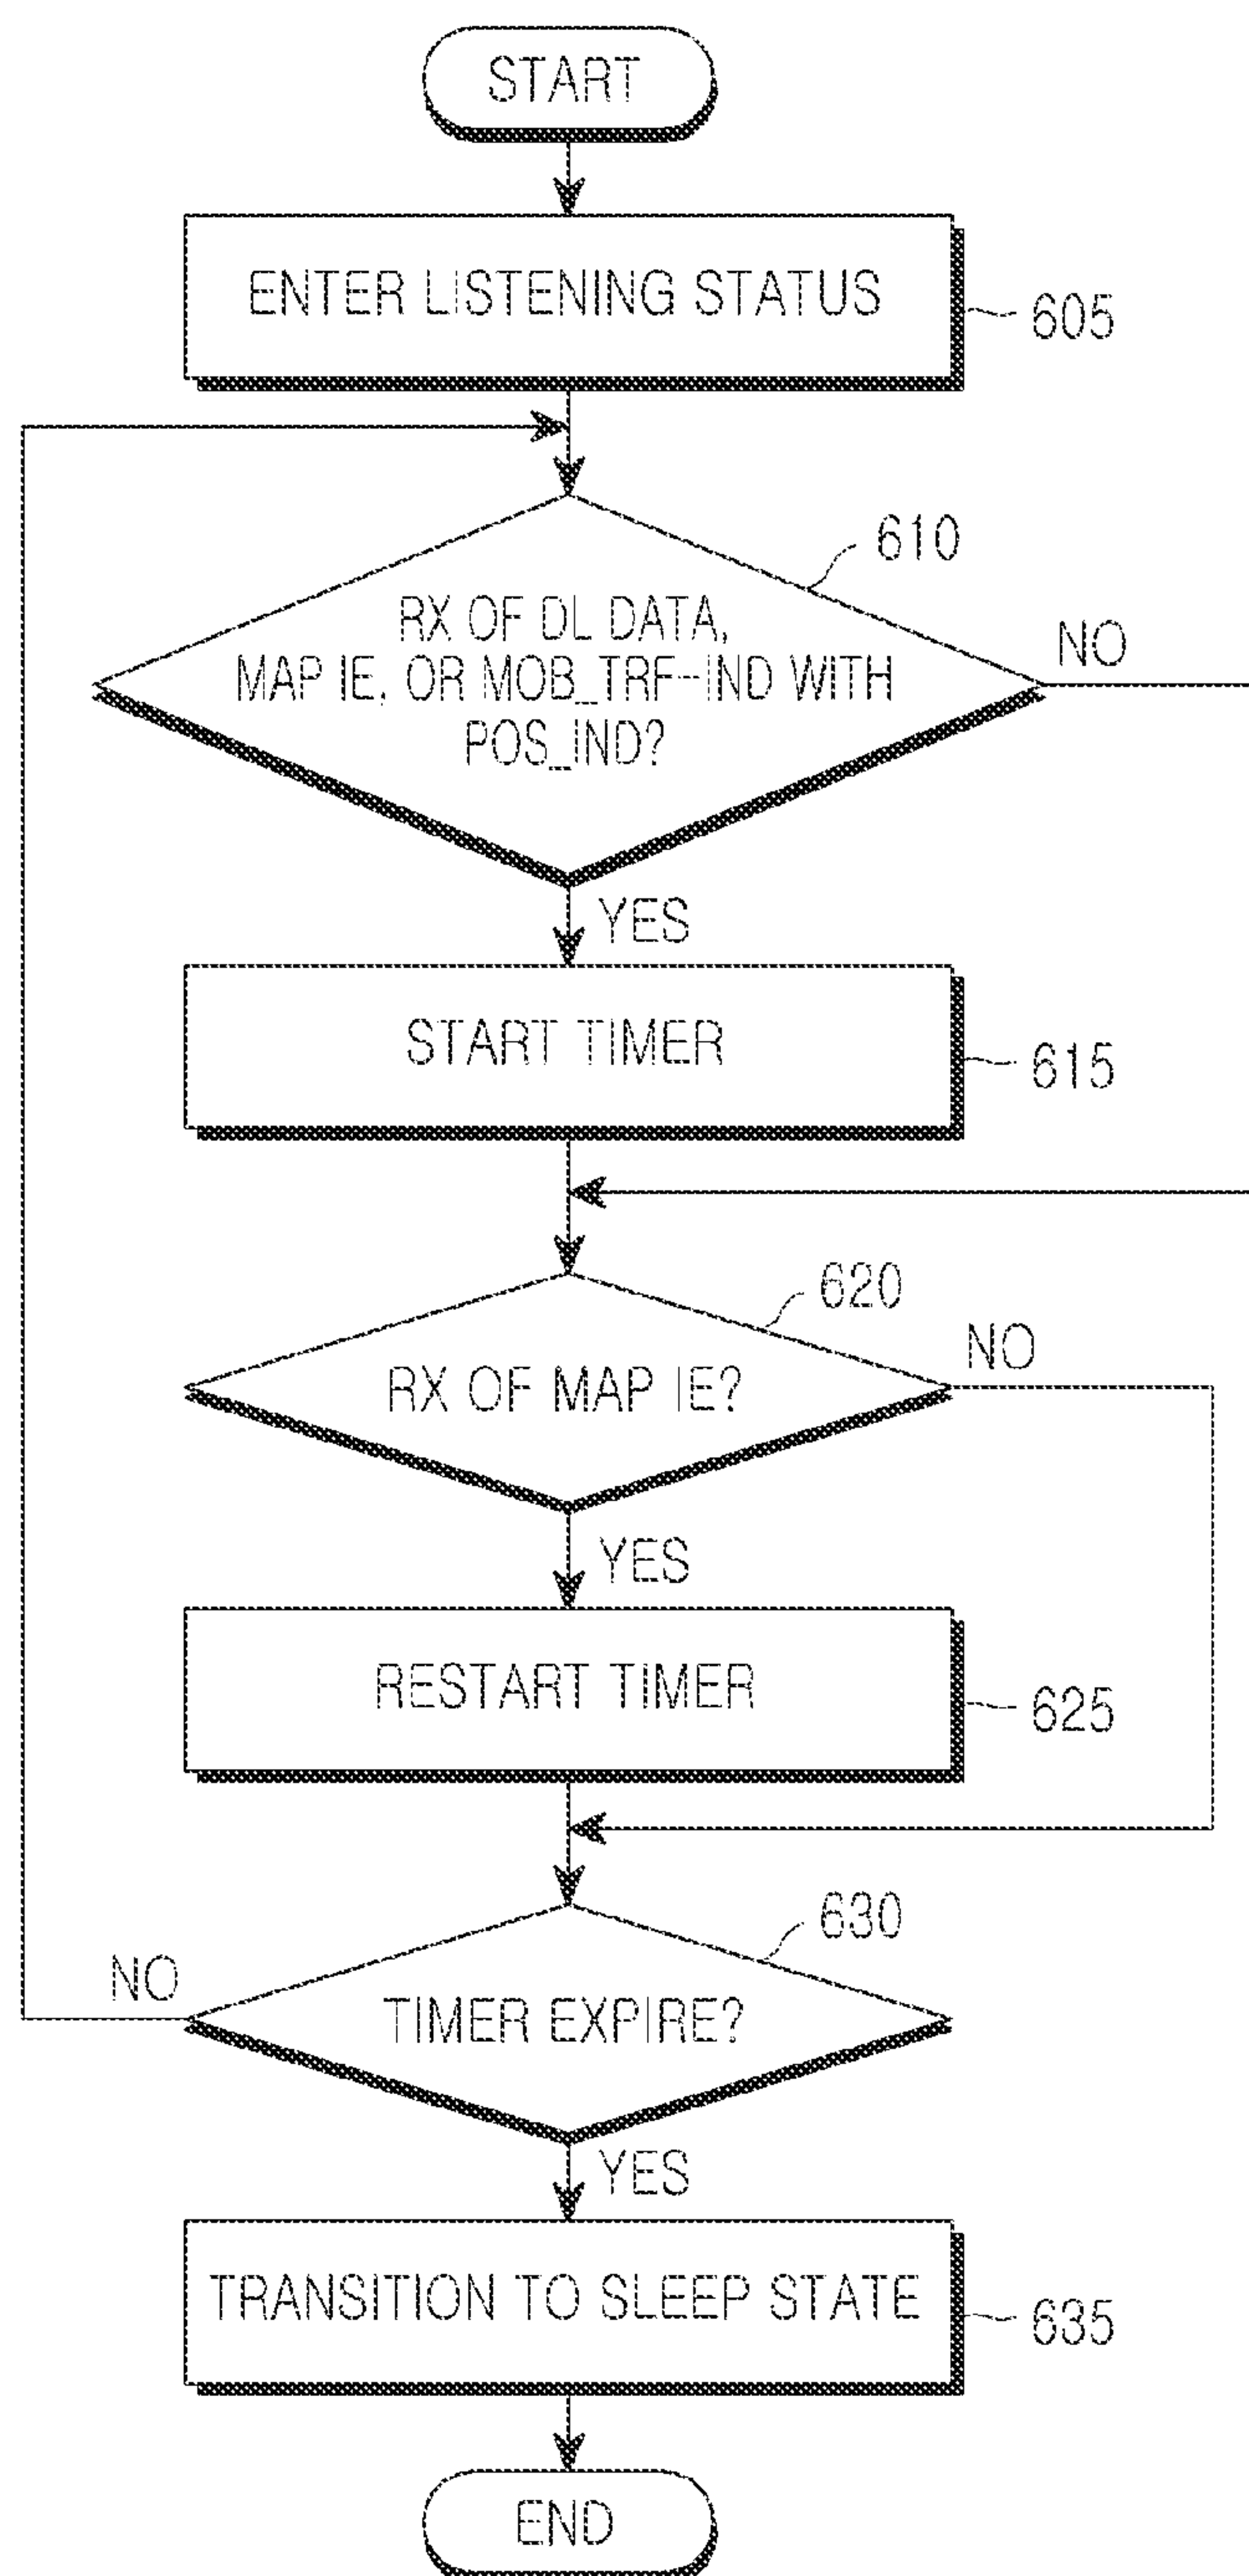 START
ENTER LISTENING STATUS
605
610
RX OF DL DATA,
MAP IE, OR MOB_TRF-IND WITH
POS_IND?
NO
YES
START TIMER
615
620
RX OF MAP IE?
NO
YES
RESTART TIMER
625
630
TIMER EXPIRE?
NO
YES
TRANSITION TO SLEEP STATE
635
END